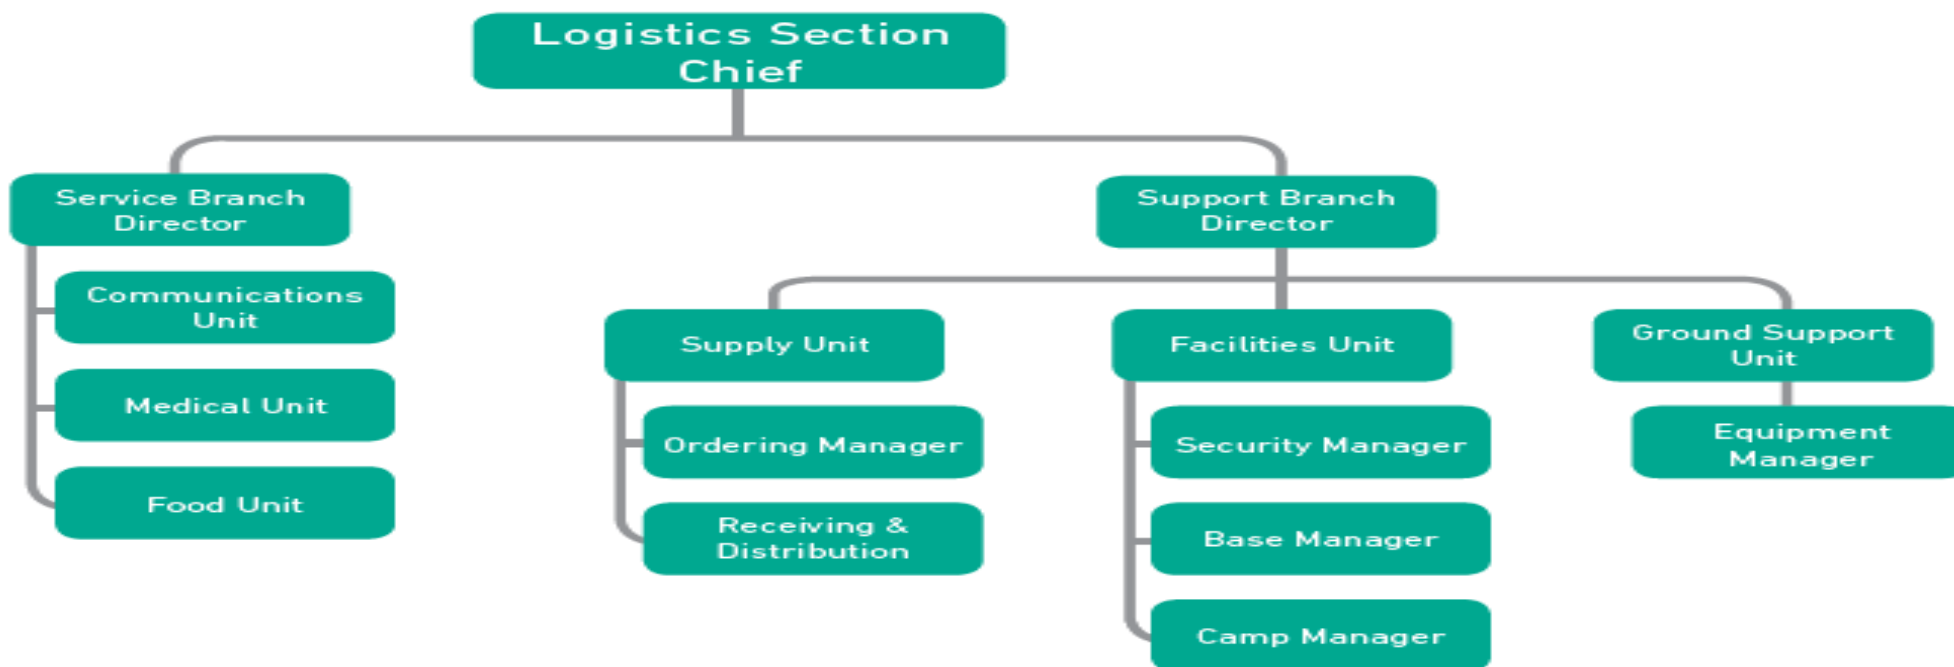 Logistics Section
Chief
Service Branch
Director
Communications
Unit
Medical Unit
Food Unit
Support Branch
Director
Supply Unit
Ordering Manager
Receiving &
Distribution
Facilities Unit
Security Manager
Base Manager
Camp Manager
Ground Support
Unit
Equipment
Manager